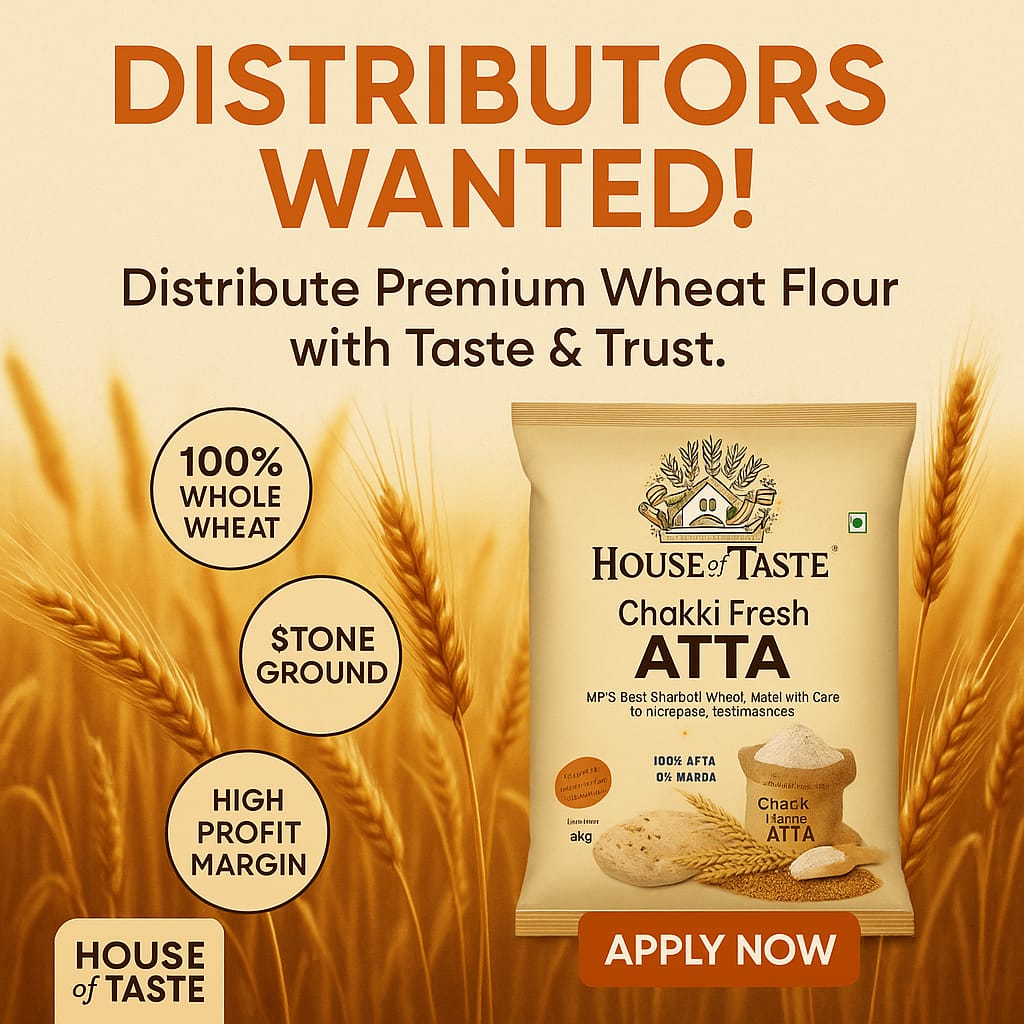 DISTRIBUTORS
WANTED!
Distribute Premium Wheat Flour
with Taste & Trust.
100%
WHOLE
WHEAT
$TONE
GROUND
HIGH
PROFIT
MARGIN
HOUSE
of TASTE
HOUSE of TASTE®
Chakki Fresh
ATTA
MP'S Best Sharbotl Wheol, Matel with Care
to nicrepase, testimasnces
100% AFTA
0% MARDA
akg
Chack
ATTA
APPLY NOW